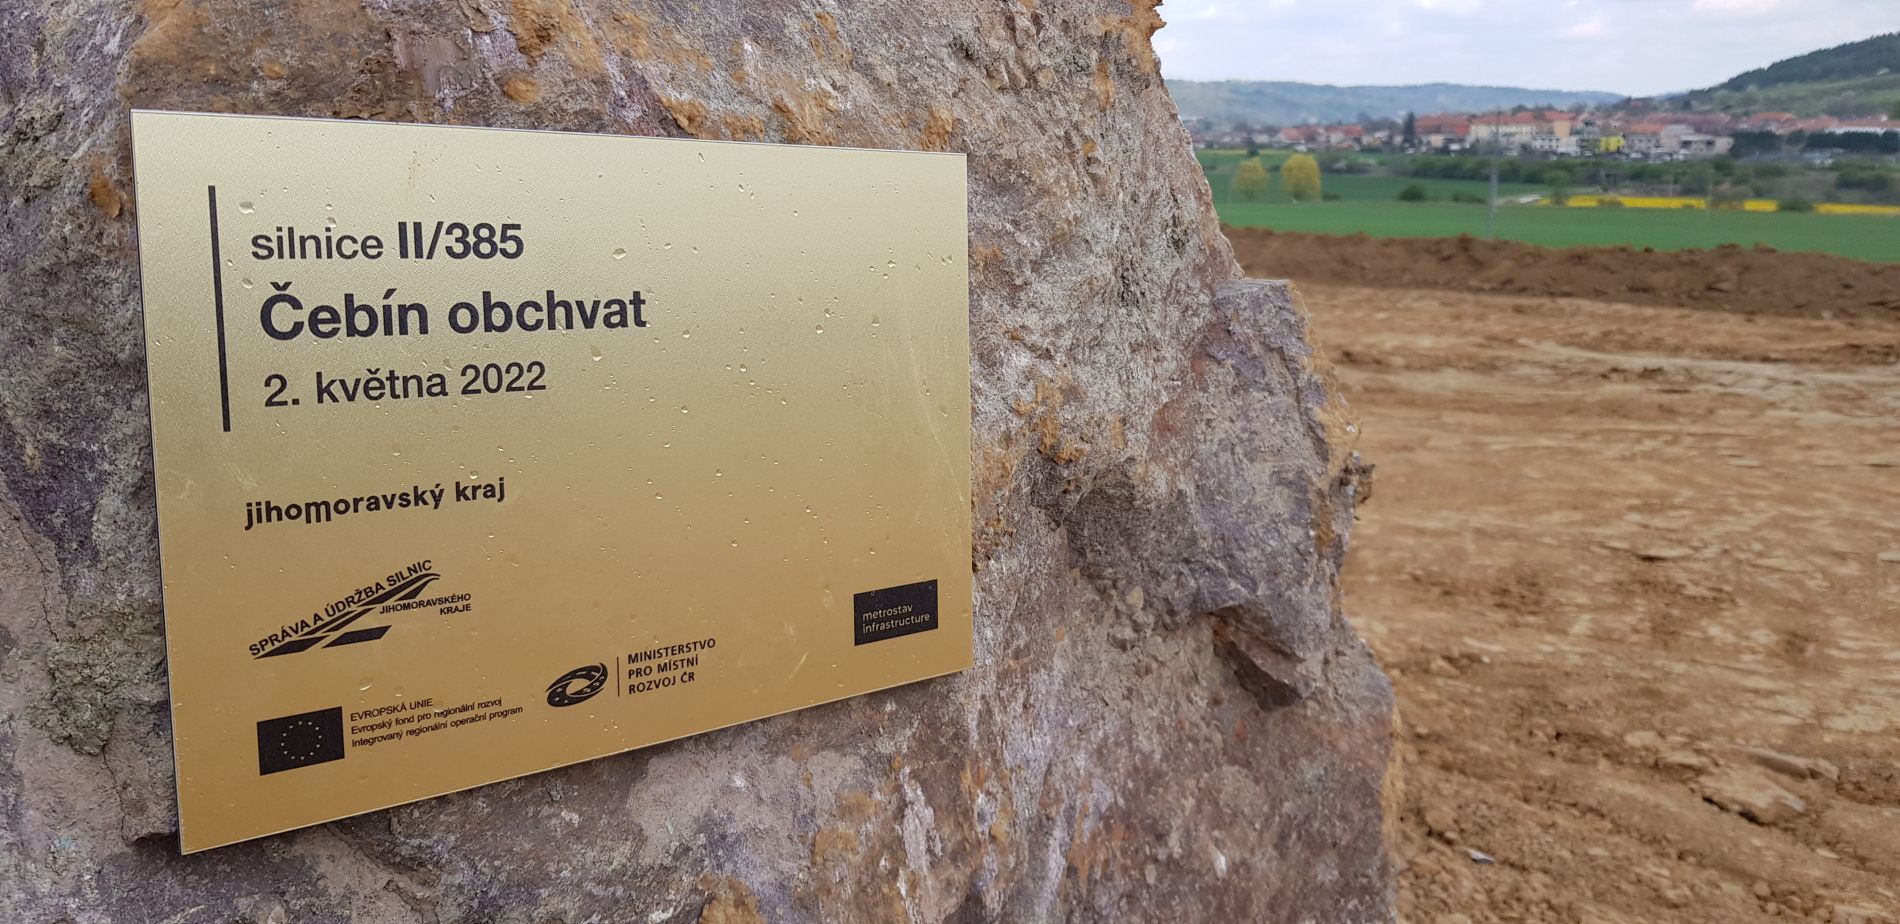 silnice II/385
Čebín obchvat
2. května 2022
jihomoravský kraj
SPRÁVA A ÚDRŽBA SILNIC
JIHOMORAVSKÉHO
KRAJE
EVROPSKÁ UNIE
Evropský fond pro regionální rozvoj
Integrovaný regionální operační program
MINISTERSTVO
PRO MÍSTNÍ
ROZVOJ ČR
metrostav
infrastructure